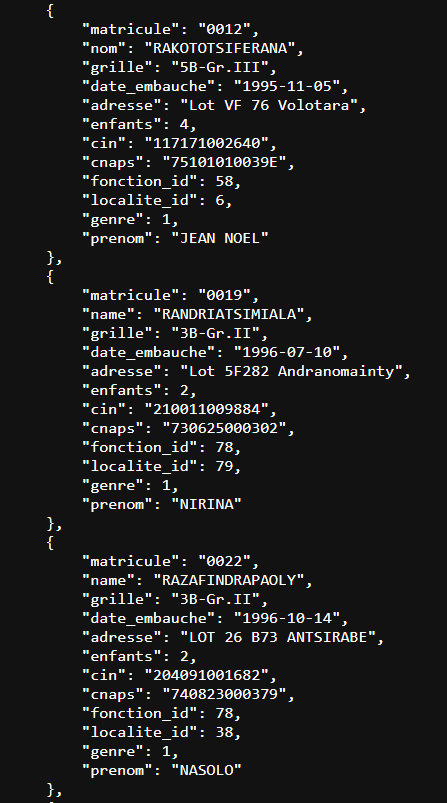 {
"matricule": "0012",
"nom": "RAKOTOTSIFERANA",
"grille": "5B-Gr.III",
"date_embauche": "1995-11-05",
"adresse": "Lot VF 76 Volotara",
"enfants": 4,
"cin": "117171002640",
"cnaps": "75101010039E",
"fonction_id": 58,
"localite_id": 6,
"genre": 1,
"prenom": "JEAN NOEL"
},
{
"matricule": "0019",
"name": "RANDRIATSIMIALA",
"grille": "3B-Gr.II",
"date_embauche": "1996-07-10",
"adresse": "Lot 5F282 Andranomainty",
"enfants": 2,
"cin": "210011009884",
"cnaps": "730625000302",
"fonction_id": 78,
"localite_id": 79,
"genre": 1,
"prenom": "NIRINA"
},
{
"matricule": "0022",
"name": "RAZAFINDRAPAOLY",
"grille": "3B-Gr.II",
"date_embauche": "1996-10-14",
"adresse": "LOT 26 B73 ANTSIRABE",
"enfants": 2,
"cin": "204091001682",
"cnaps": "740823000379",
"fonction_id": 78,
"localite_id": 38,
"genre": 1,
"prenom": "NASOLO"
},